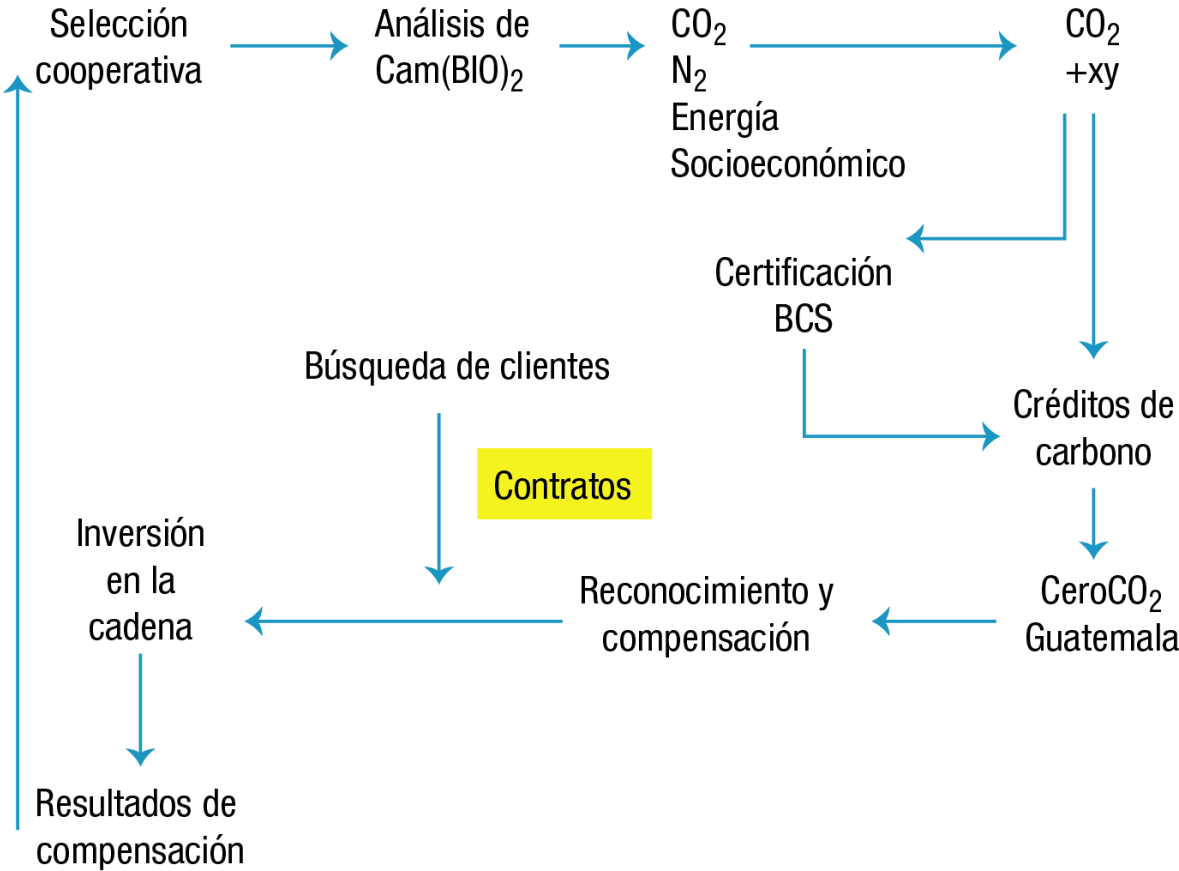 Selección
cooperativa
Análisis de
Cam(BIO)₂
CO₂
N₂
Energía
Socioeconómico
CO₂
+xy
Certificación
BCS
Búsqueda de clientes
Créditos de
carbono
Contratos
Inversión
en la
cadena
Reconocimiento y
compensación
CeroCO₂
Guatemala
Resultados de
compensación